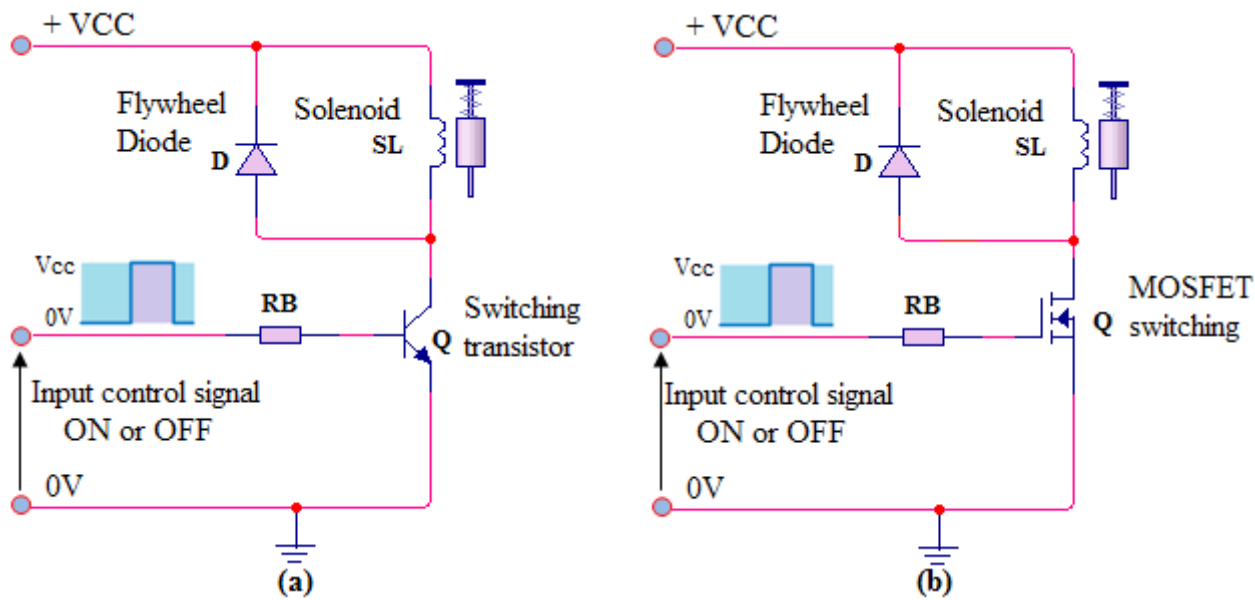 + VCC
Flywheel
Diode
D
Solenoid
SL
Vcc
0V
RB
Q
Switching
transistor
Input control signal
ON or OFF
0V
(a)
+ VCC
Flywheel
Diode
D
Solenoid
SL
Vcc
0V
RB
Q
MOSFET
switching
Input control signal
ON or OFF
0V
(b)